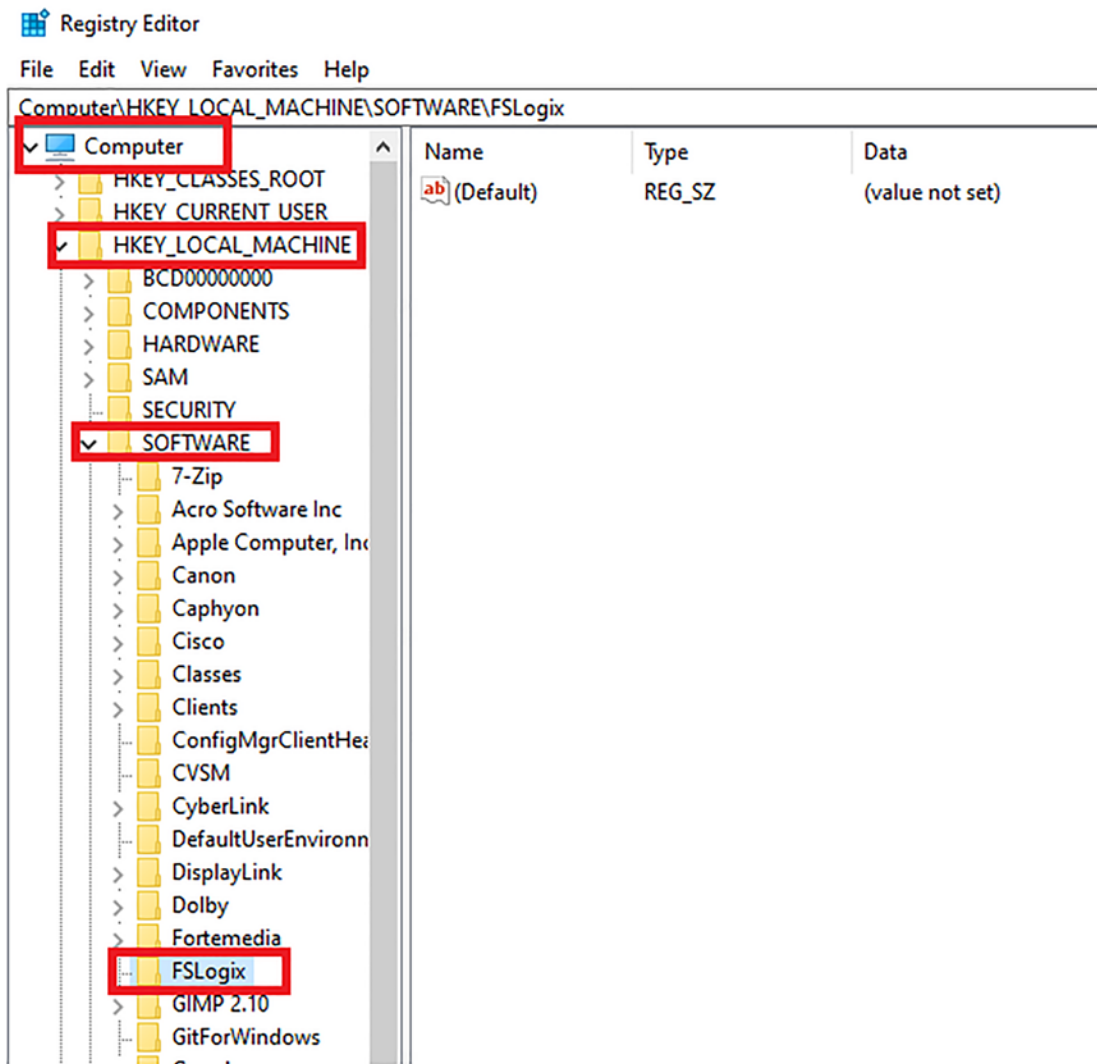 Registry Editor
File Edit View Favorites Help
Computer\HKEY_LOCAL_MACHINE\SOFTWARE\FSLogix
Computer
HKEY_CLASSES_ROOT
HKEY_CURRENT_USER
HKEY_LOCAL_MACHINE
BCD00000000
COMPONENTS
HARDWARE
SAM
SECURITY
SOFTWARE
7-Zip
Acro Software Inc
Apple Computer, Inc
Canon
Caphyon
Cisco
Classes
Clients
ConfigMgrClientHea
CVSM
CyberLink
DefaultUserEnvironn
DisplayLink
Dolby
Fortemedia
FSLogix
GIMP 2.10
GitForWindows
Name Type Data
ab (Default) REG_SZ (value not set)